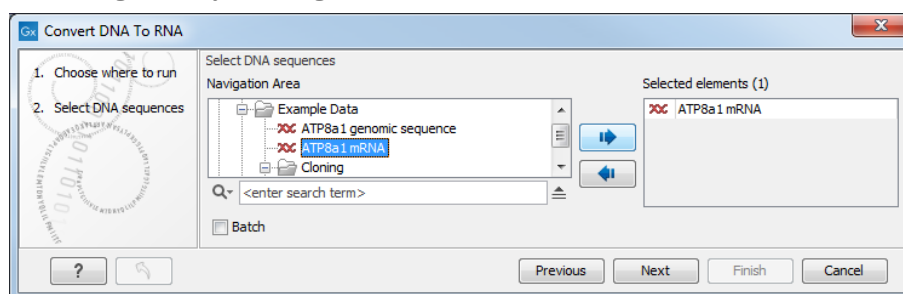 Gx Convert DNA To RNA
1. Choose where to run
2. Select DNA sequences
Select DNA sequences
Navigation Area
Example Data
ATP8a1 genomic sequence
ATP8a1 mRNA
Cloning
<enter search term>
Batch
Selected elements (1)
ATP8a1 mRNA
?
Previous
Next
Finish
Cancel